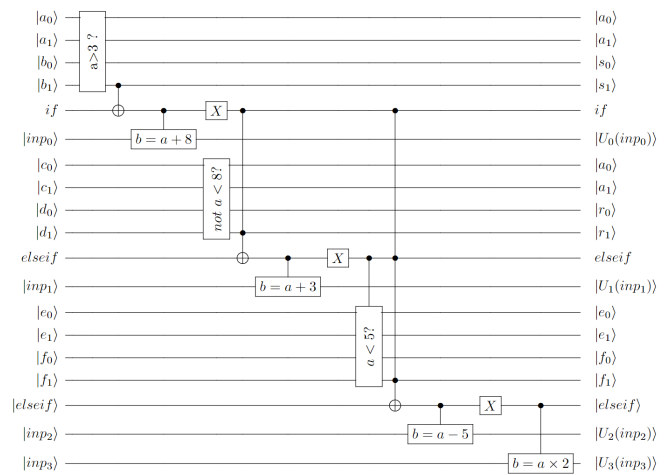 |a₀⟩ |a₀⟩
|a₁⟩ a>3 ? |a₁⟩
|b₀⟩ |s₀⟩
|b₁⟩ |s₁⟩
if X if
|inp₀⟩ b = a + 8 |U₀(inp₀)⟩
|c₀⟩ |a₀⟩
|c₁⟩ not a < 8? |a₁⟩
|d₀⟩ |r₀⟩
|d₁⟩ |r₁⟩
elseif X elseif
|inp₁⟩ b = a + 3 |U₁(inp₁)⟩
|e₀⟩ |e₀⟩
|e₁⟩ a < 5? |e₁⟩
|f₀⟩ |f₀⟩
|f₁⟩ |f₁⟩
|elseif⟩ X |elseif⟩
|inp₂⟩ b = a − 5 |U₂(inp₂)⟩
|inp₃⟩ b = a × 2 |U₃(inp₃)⟩